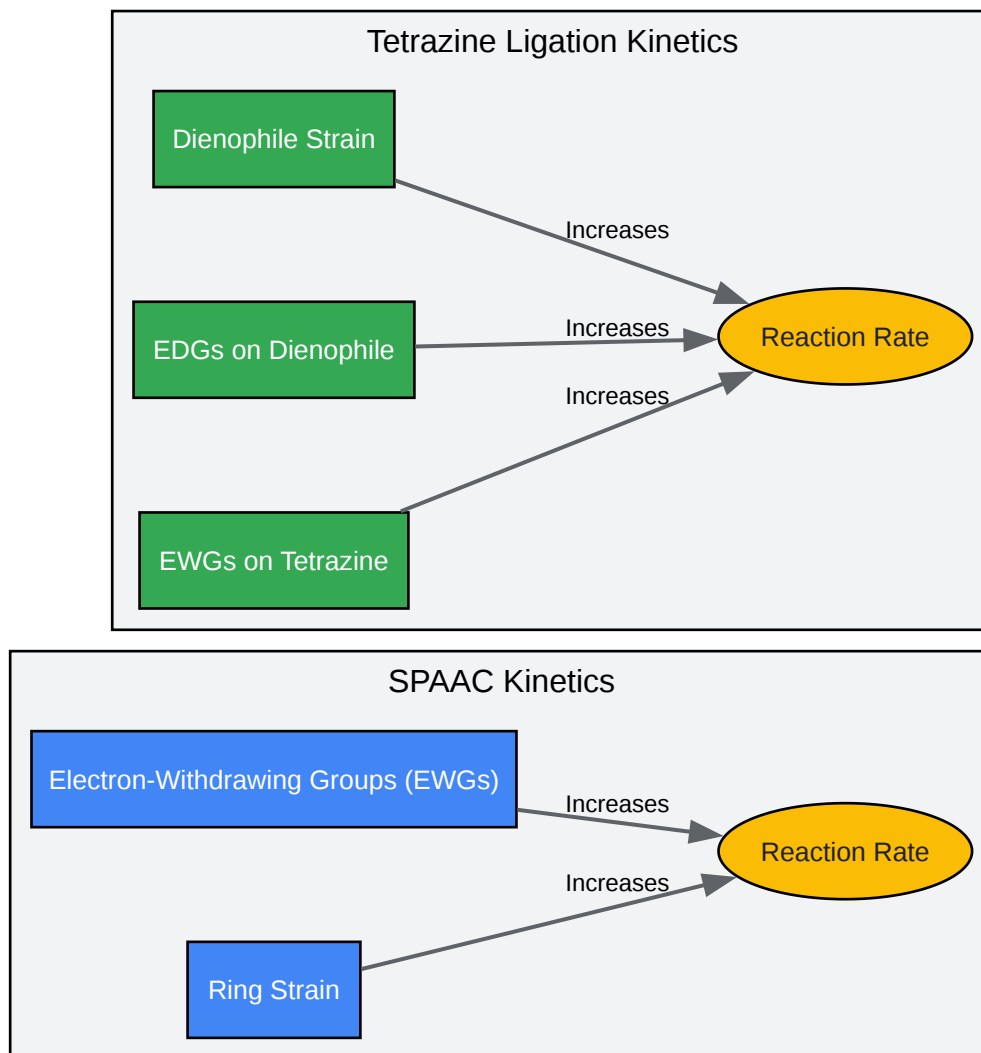 Tetrazine Ligation Kinetics
Dienophile Strain
Increases
EDGs on Dienophile
Increases
Reaction Rate
Increases
EWGs on Tetrazine
SPAAC Kinetics
Electron-Withdrawing Groups (EWGs)
Increases
Reaction Rate
Increases
Ring Strain